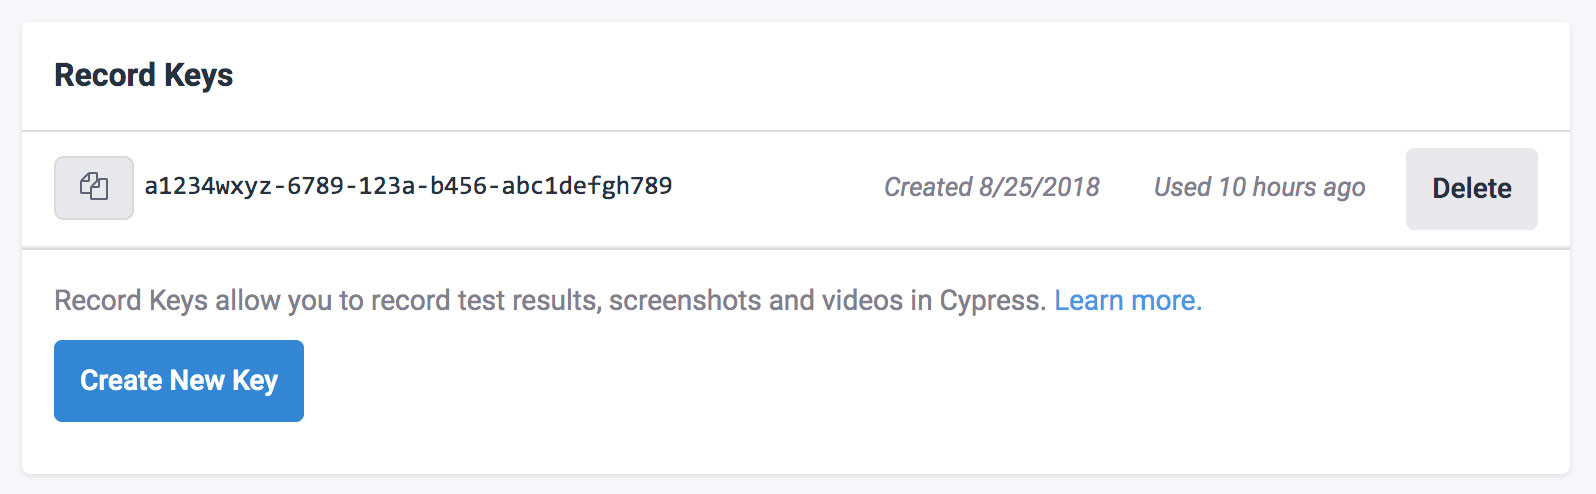 Record Keys
a1234wxyz-6789-123a-b456-abc1defgh789 Created 8/25/2018 Used 10 hours ago Delete
Record Keys allow you to record test results, screenshots and videos in Cypress. Learn more.
Create New Key